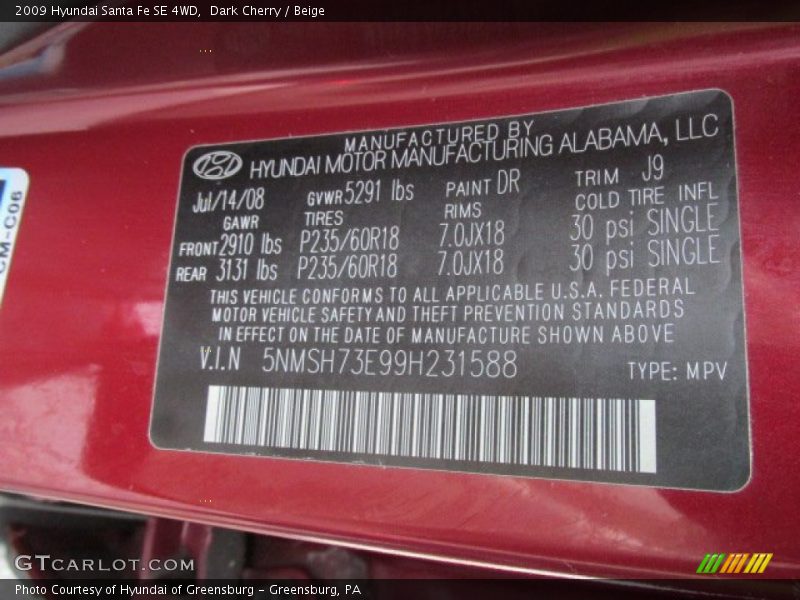 2009 Hyundai Santa Fe SE 4WD,  Dark Cherry / Beige
MANUFACTURED BY
HYUNDAI MOTOR MANUFACTURING ALABAMA, LLC
Jul/14/08 GVWR 5291 lbs PAINT DR TRIM J9
GAWR TIRES RIMS COLD TIRE INFL
FRONT 2910 lbs P235/60R18 7.0JX18 30 psi SINGLE
REAR 3131 lbs P235/60R18 7.0JX18 30 psi SINGLE
THIS VEHICLE CONFORMS TO ALL APPLICABLE U.S.A. FEDERAL
MOTOR VEHICLE SAFETY AND THEFT PREVENTION STANDARDS
IN EFFECT ON THE DATE OF MANUFACTURE SHOWN ABOVE
V.I.N 5NMSH73E99H231588 TYPE: MPV
CM-C06
GTCARLOT.COM
Photo Courtesy of Hyundai of Greensburg - Greensburg, PA